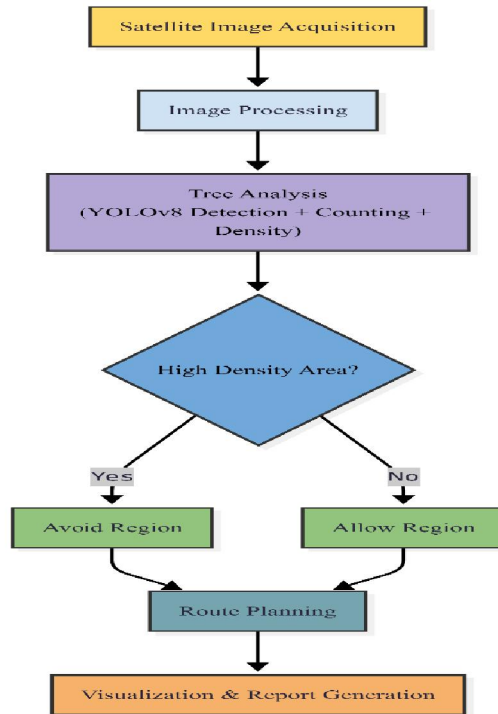 Satellite Image Acquisition
Image Processing
Tree Analysis
(YOLOv8 Detection + Counting +
Density)
High Density Area?
Yes
No
Avoid Region
Allow Region
Route Planning
Visualization & Report Generation